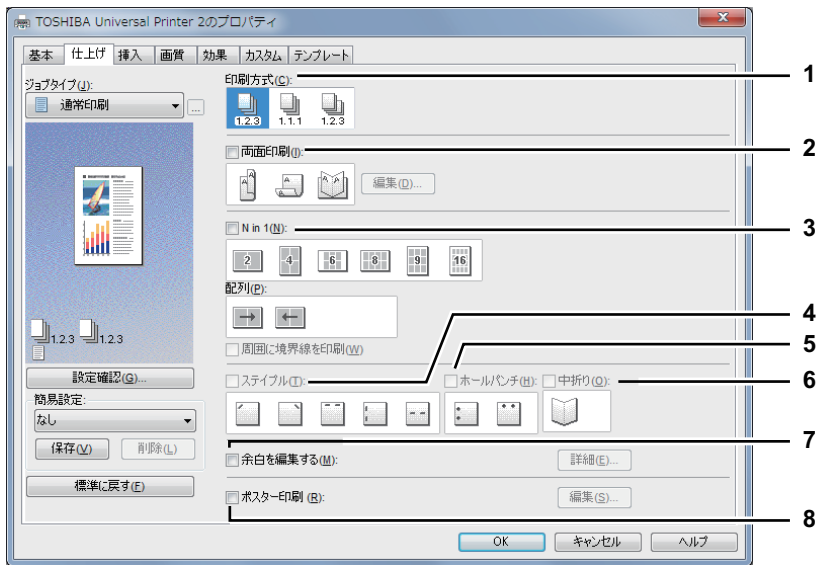 TOSHIBA Universal Printer 2のプロパティ
基本 仕上げ 挿入 画質 効果 カスタム テンプレート
ジョブタイプ(J):
通常印刷
...
1.2.3 1.2.3
設定確認(G)...
簡易設定:
なし
保存(V) 削除(L)
標準に戻す(F)
印刷方式(C):
1.2.3 1.1.1 1.2.3
両面印刷(I):
編集(D)...
N in 1(N):
2 4 6 8 9 16
配列(P):
周囲に境界線を印刷(W)
ステイプル(T): ホールパンチ(H): 中折り(O):
余白を編集する(M): 詳細(E)...
ポスター印刷 (R): 編集(S)...
OK キャンセル ヘルプ
1
2
3
4
5
6
7
8